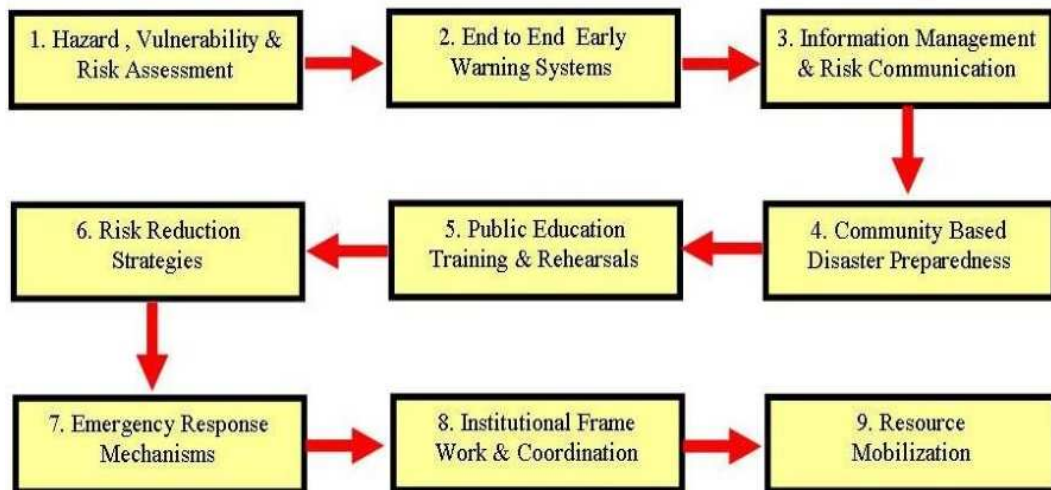 1. Hazard , Vulnerability &
Risk Assessment
2. End to End Early
Warning Systems
3. Information Management
& Risk Communication
4. Community Based
Disaster Preparedness
5. Public Education
Training & Rehearsals
6. Risk Reduction
Strategies
7. Emergency Response
Mechanisms
8. Institutional Frame
Work & Coordination
9. Resource
Mobilization